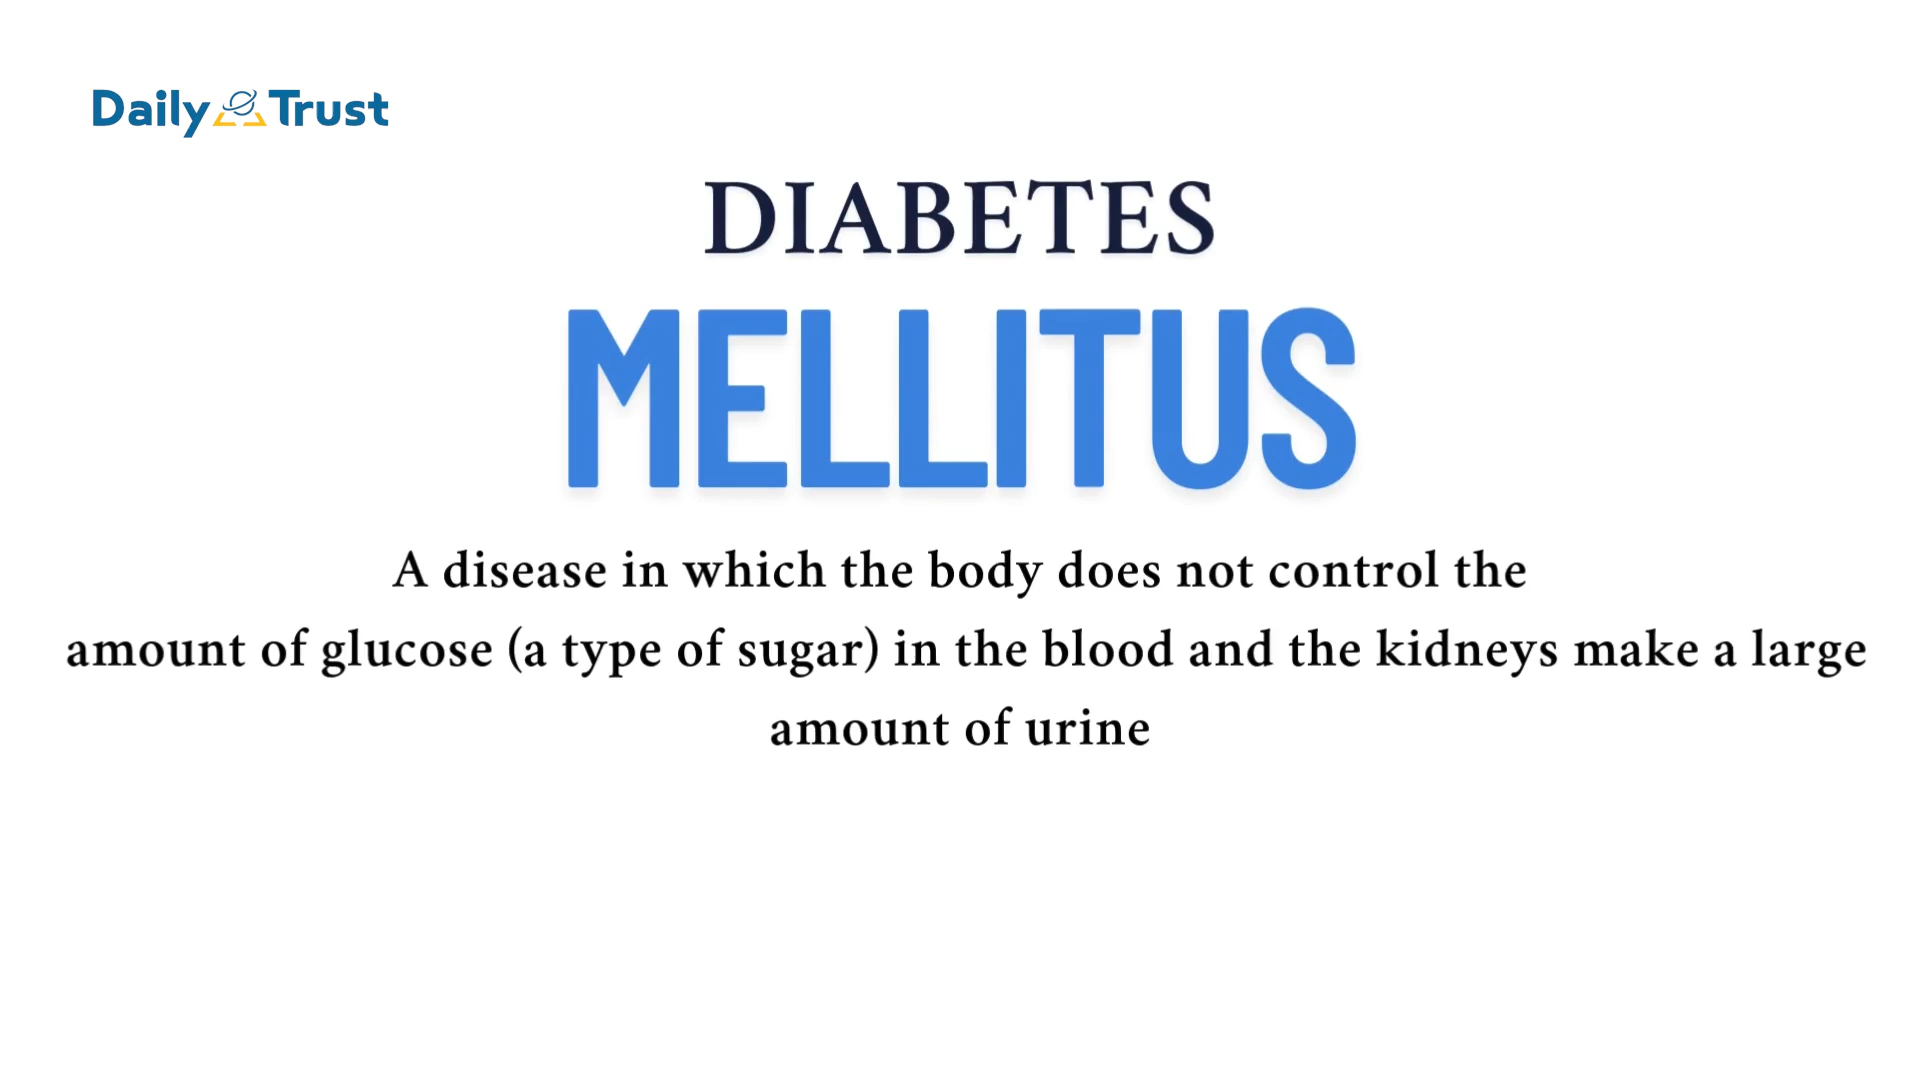 Daily Trust
DIABETES
MELLITUS
A disease in which the body does not control the
amount of glucose (a type of sugar) in the blood and the kidneys make a large
amount of urine